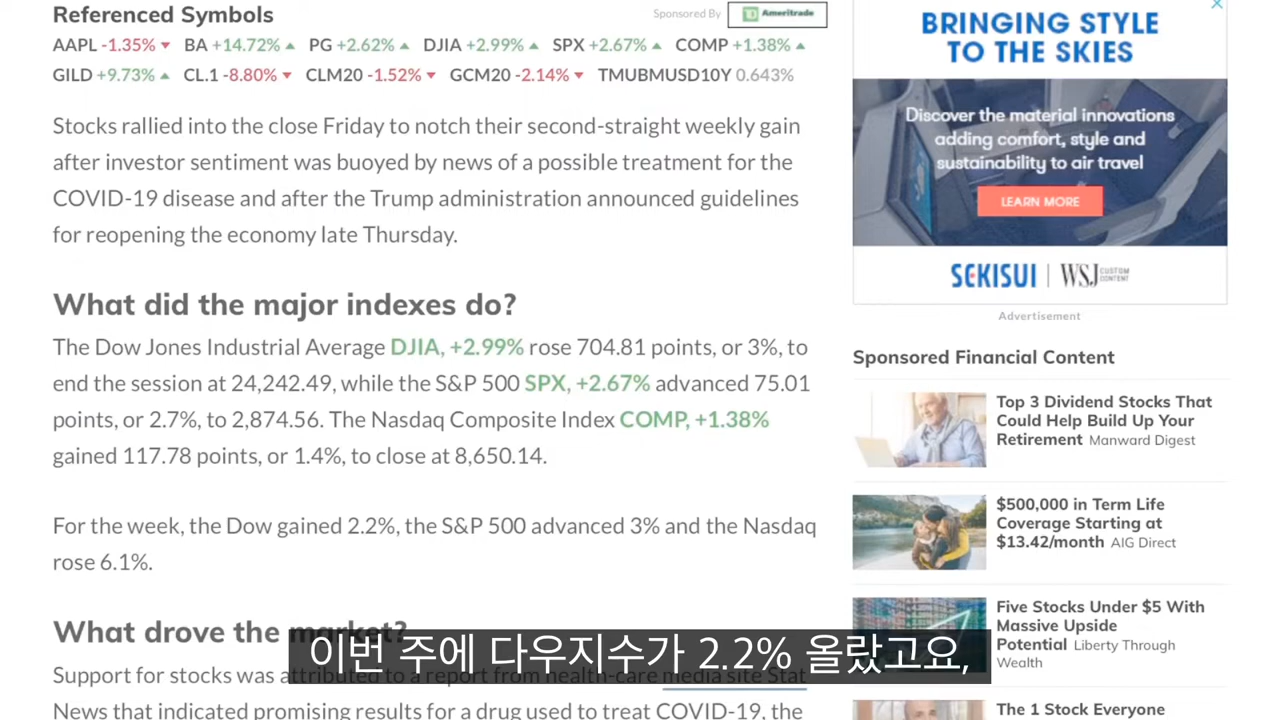 Referenced Symbols
Sponsored By
Ameritrade
AAPL -1.35% BA +14.72% PG +2.62% DJIA +2.99% SPX +2.67% COMP +1.38%
GILD +9.73% CL.1 -8.80% CLM20 -1.52% GCM20 -2.14% TMUBMUSD10Y 0.643%
Stocks rallied into the close Friday to notch their second-straight weekly gain
after investor sentiment was buoyed by news of a possible treatment for the
COVID-19 disease and after the Trump administration announced guidelines
for reopening the economy late Thursday.
What did the major indexes do?
The Dow Jones Industrial Average DJIA, +2.99% rose 704.81 points, or 3%, to
end the session at 24,242.49, while the S&P 500 SPX, +2.67% advanced 75.01
points, or 2.7%, to 2,874.56. The Nasdaq Composite Index COMP, +1.38%
gained 117.78 points, or 1.4%, to close at 8,650.14.
For the week, the Dow gained 2.2%, the S&P 500 advanced 3% and the Nasdaq
rose 6.1%.
What drove the market?
Support for stocks was attributed to a report from health-care media site Stat
News that indicated promising results for a drug used to treat COVID-19, the
이번 주에 다우지수가 2.2% 올랐고요,
BRINGING STYLE
TO THE SKIES
Discover the material innovations
adding comfort, style and
sustainability to air travel
LEARN MORE
SEKISUI | WSJ CUSTOM
CONTENT
Advertisement
Sponsored Financial Content
Top 3 Dividend Stocks That
Could Help Build Up Your
Retirement Manward Digest
$500,000 in Term Life
Coverage Starting at
$13.42/month AIG Direct
Five Stocks Under $5 With
Massive Upside
Potential Liberty Through
Wealth
The 1 Stock Everyone